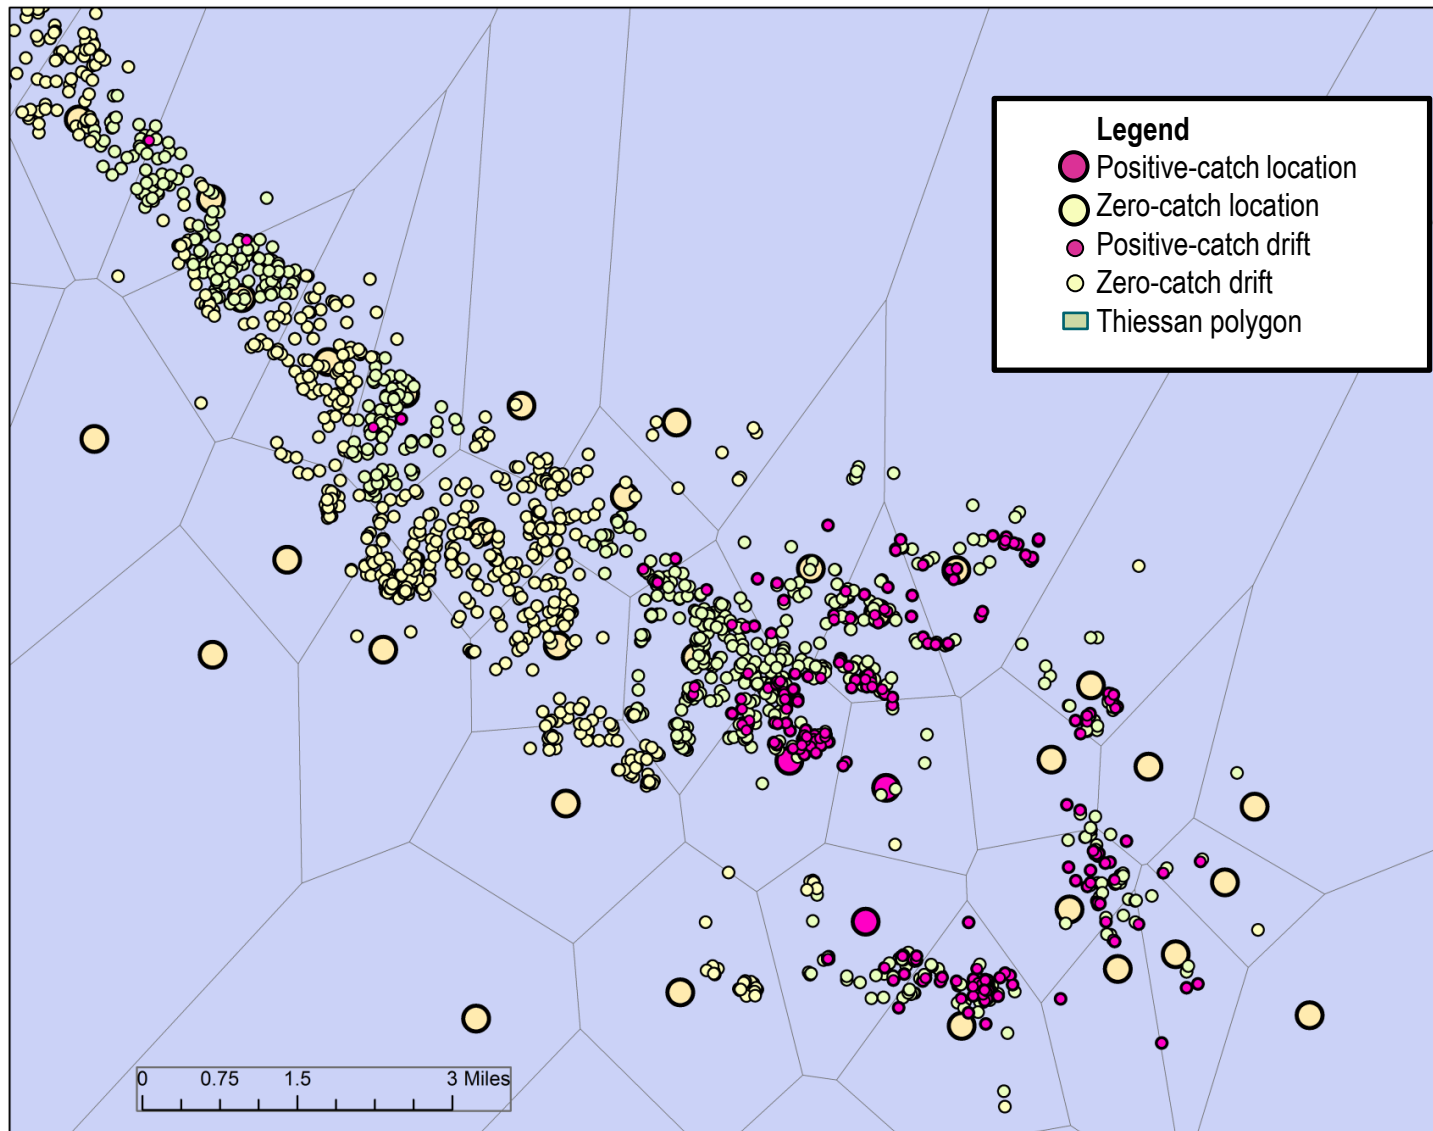 Legend
Positive-catch location
Zero-catch location
Positive-catch drift
Zero-catch drift
Thiessan polygon
0 0.75 1.5 3 Miles